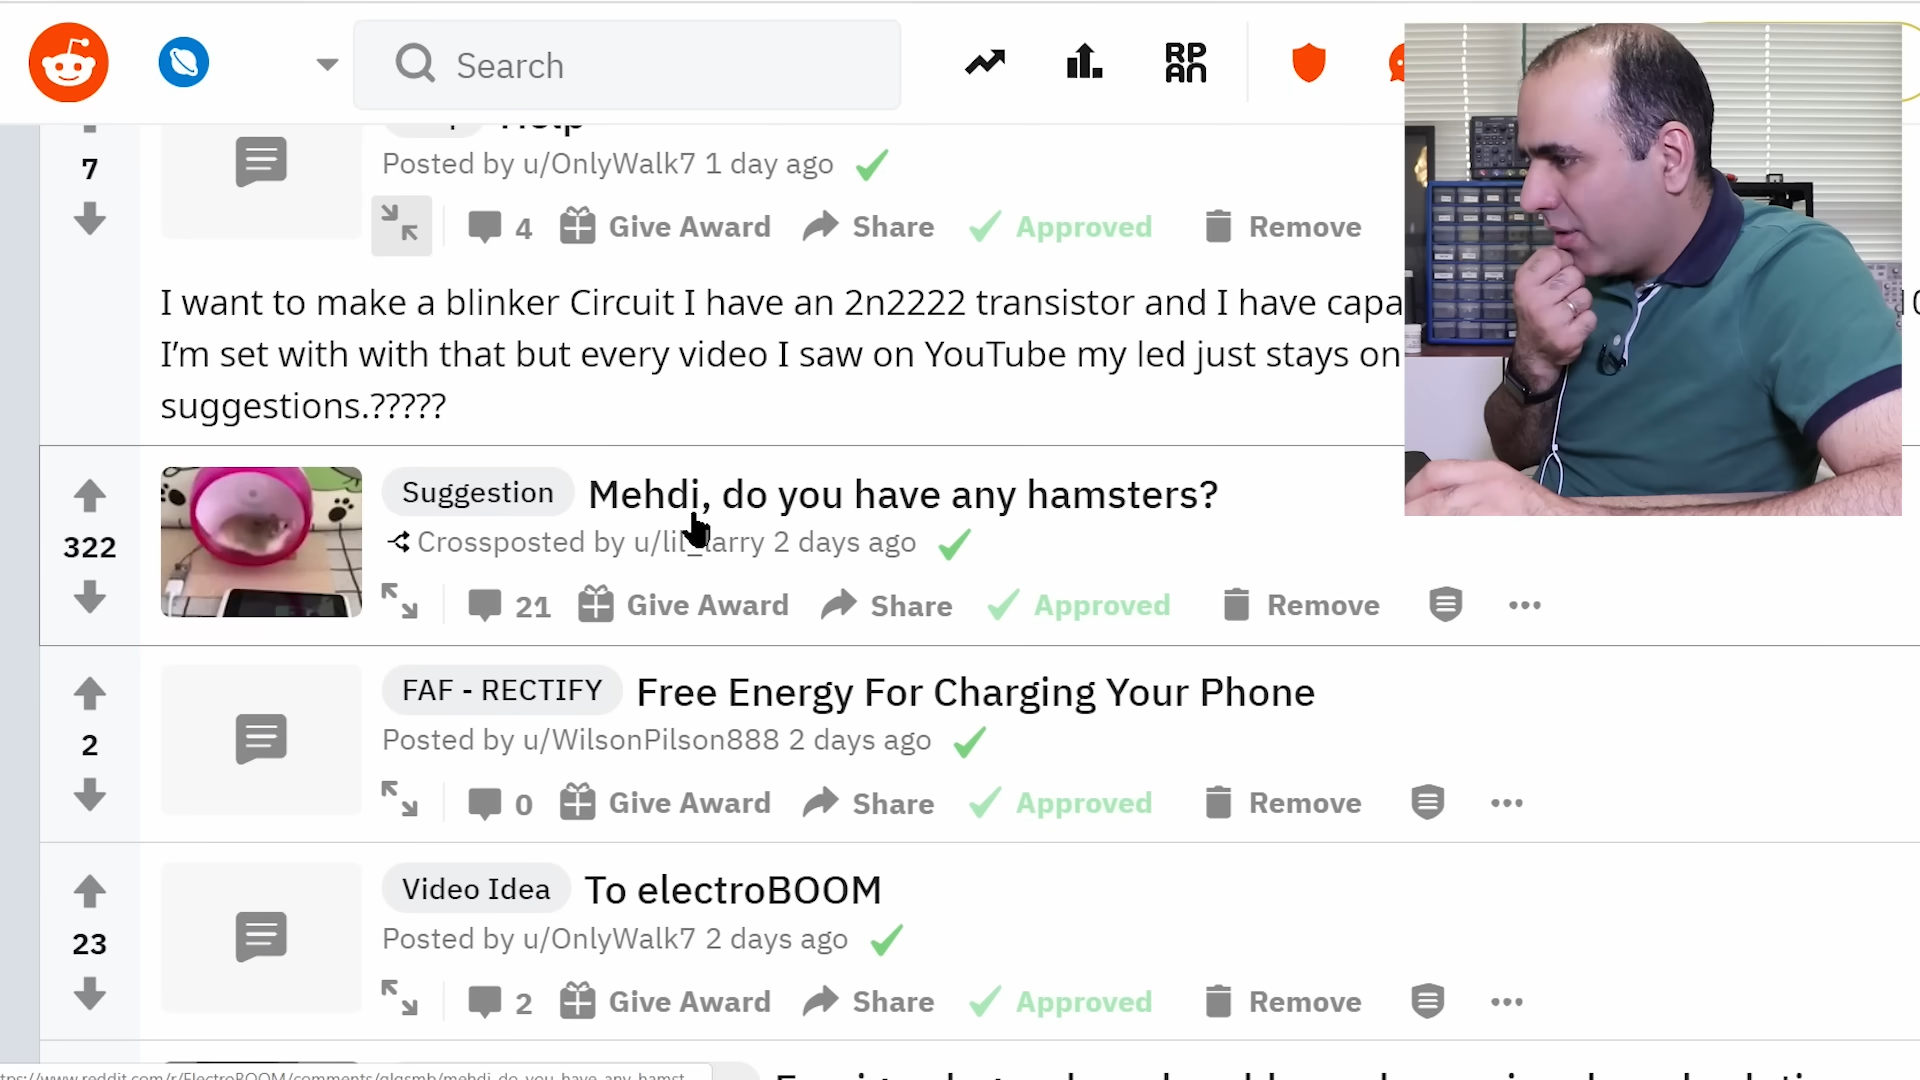 Search
RP
AN
Help
7
Posted by u/OnlyWalk7 1 day ago
4 Give Award Share Approved Remove
I want to make a blinker Circuit I have an 2n2222 transistor and I have capa
I'm set with with that but every video I saw on YouTube my led just stays on
suggestions.?????
Suggestion Mehdi, do you have any hamsters?
322
Crossposted by u/lil_larry 2 days ago
21 Give Award Share Approved Remove
FAF - RECTIFY Free Energy For Charging Your Phone
2
Posted by u/WilsonPilson888 2 days ago
0 Give Award Share Approved Remove
Video Idea To electroBOOM
23
Posted by u/OnlyWalk7 2 days ago
2 Give Award Share Approved Remove